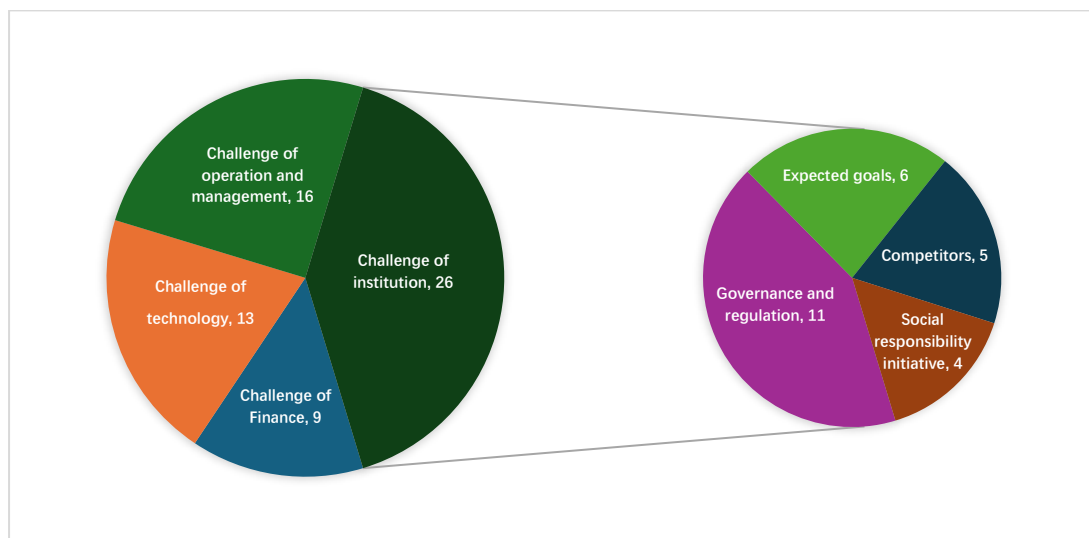 Challenge of
operation and
management, 16
Challenge of
institution, 26
Challenge of
technology, 13
Challenge of
Finance, 9
Expected goals, 6
Competitors, 5
Governance and
regulation, 11
Social
responsibility
initiative, 4